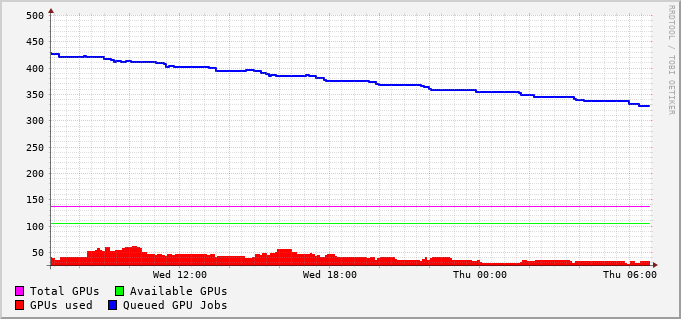 500
450
400
350
300
250
200
150
100
50
Wed 12:00 Wed 18:00 Thu 00:00 Thu 06:00
Total GPUs Available GPUs
GPUs used Queued GPU Jobs
RRDTOOL / TOBI OETIKER